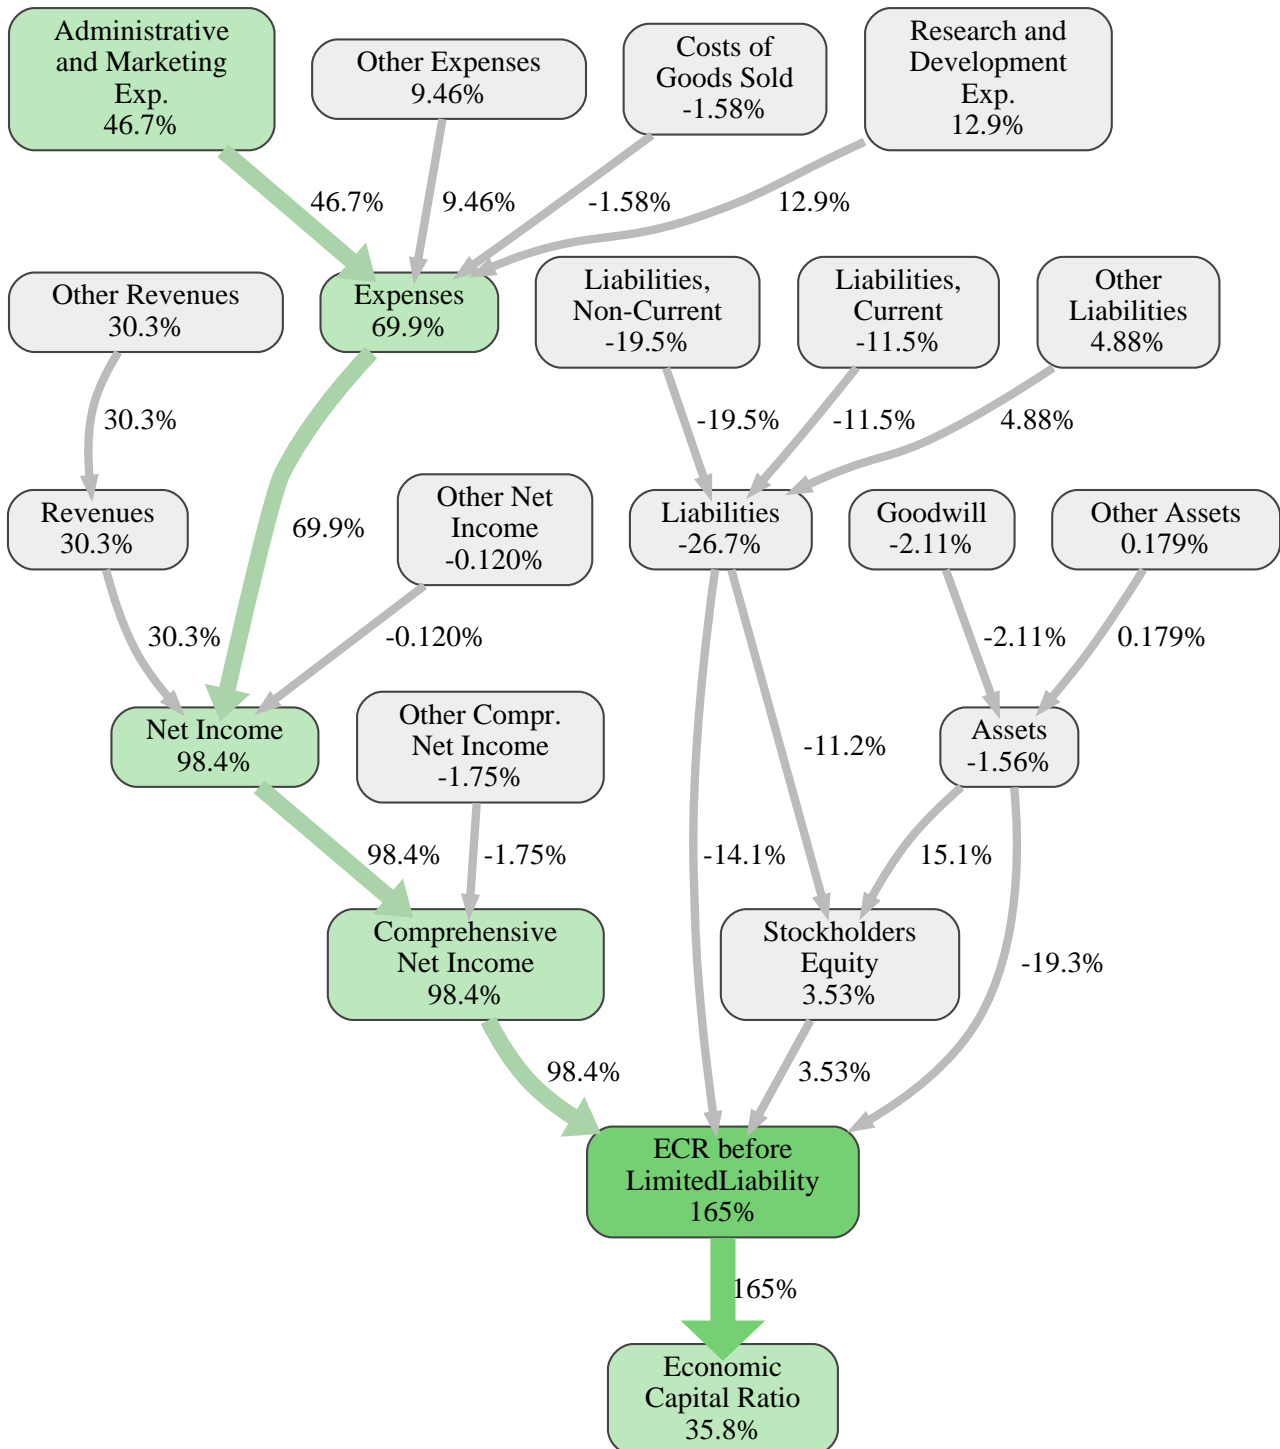 Administrative
and Marketing
Exp.
46.7%
Other Expenses
9.46%
Costs of
Goods Sold
-1.58%
Research and
Development
Exp.
12.9%
46.7%
9.46%
-1.58%
12.9%
Other Revenues
30.3%
Expenses
69.9%
Liabilities,
Non-Current
-19.5%
Liabilities,
Current
-11.5%
Other
Liabilities
4.88%
30.3%
-19.5%
-11.5%
4.88%
Revenues
30.3%
69.9%
Other Net
Income
-0.120%
Liabilities
-26.7%
Goodwill
-2.11%
Other Assets
0.179%
30.3%
-0.120%
-2.11%
0.179%
Net Income
98.4%
Other Compr.
Net Income
-1.75%
-11.2%
Assets
-1.56%
98.4%
-1.75%
-14.1%
15.1%
Comprehensive
Net Income
98.4%
Stockholders
Equity
3.53%
-19.3%
98.4%
3.53%
ECR before
LimitedLiability
165%
165%
Economic
Capital Ratio
35.8%